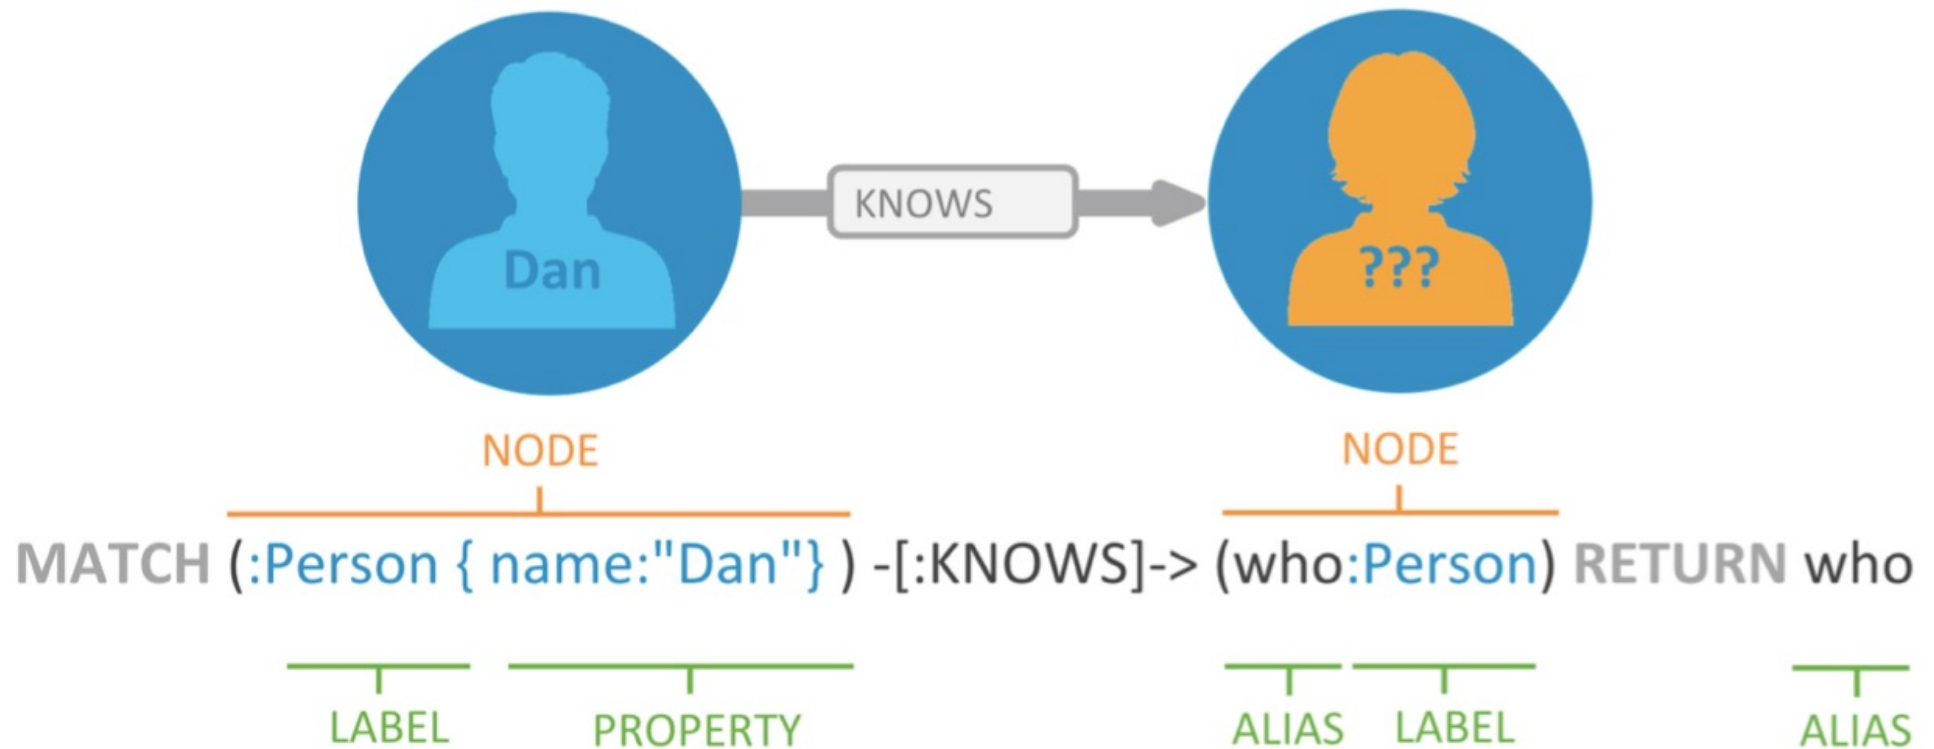 Dan
KNOWS
???
NODE
NODE
MATCH (:Person { name:"Dan"} ) -[:KNOWS]-> (who:Person) RETURN who
LABEL
PROPERTY
ALIAS
LABEL
ALIAS